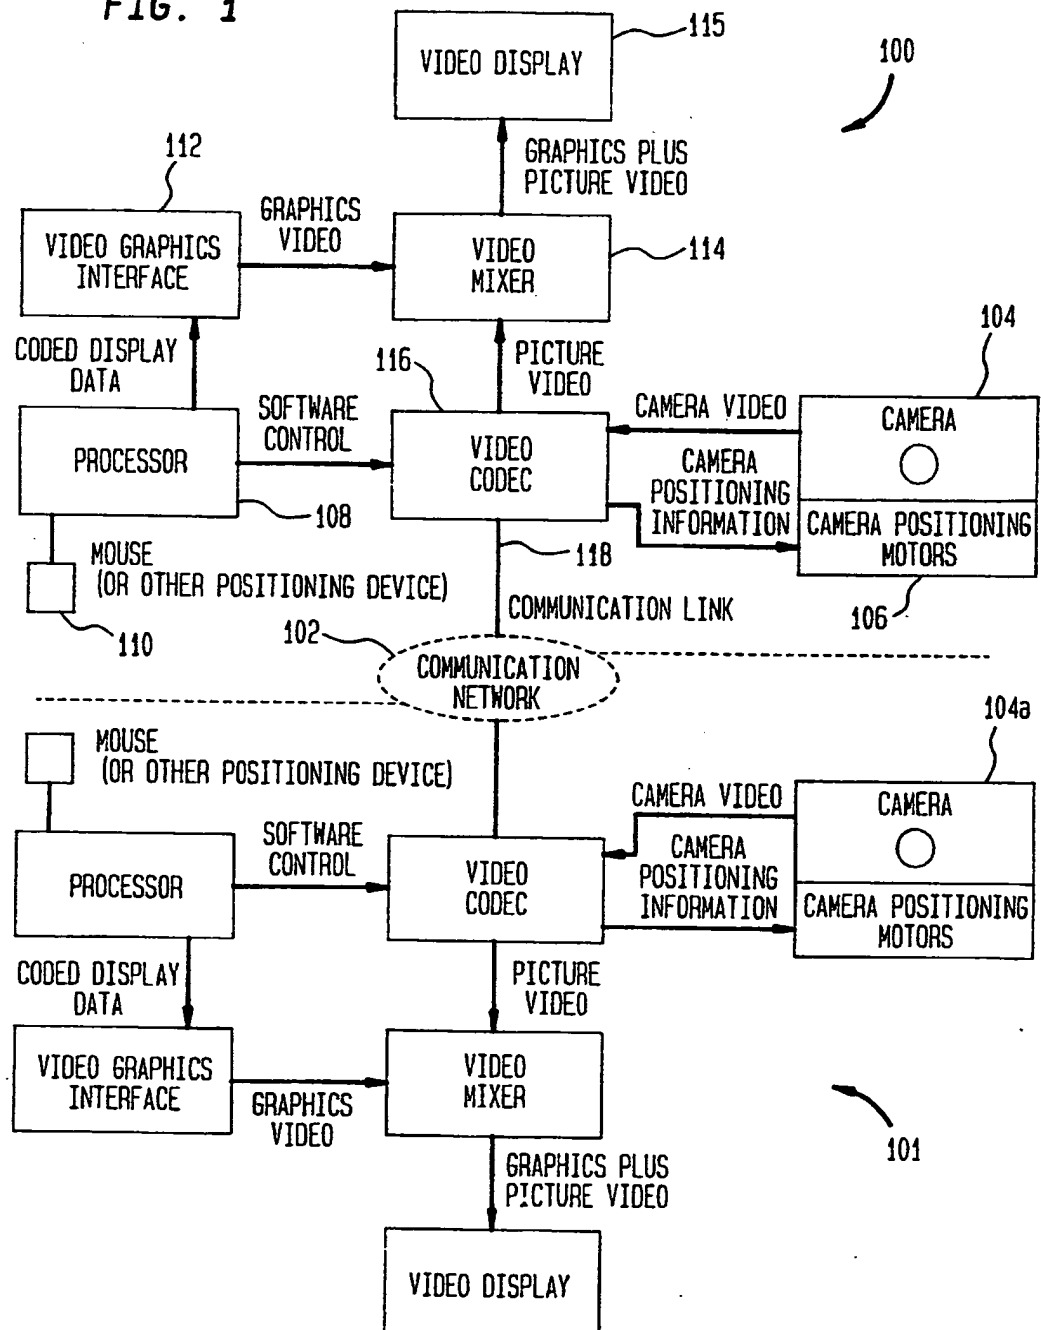 FIG. 1
VIDEO DISPLAY
115
100
GRAPHICS PLUS
PICTURE VIDEO
112
VIDEO GRAPHICS
INTERFACE
GRAPHICS
VIDEO
VIDEO
MIXER
114
CODED DISPLAY
DATA
116
PICTURE
VIDEO
104
PROCESSOR
108
SOFTWARE
CONTROL
VIDEO
CODEC
CAMERA VIDEO
CAMERA
POSITIONING
INFORMATION
CAMERA
CAMERA POSITIONING
MOTORS
106
MOUSE
(OR OTHER POSITIONING DEVICE)
110
118
COMMUNICATION LINK
102
COMMUNICATION
NETWORK
MOUSE
(OR OTHER POSITIONING DEVICE)
104a
PROCESSOR
SOFTWARE
CONTROL
VIDEO
CODEC
CAMERA VIDEO
CAMERA
POSITIONING
INFORMATION
CAMERA
CAMERA POSITIONING
MOTORS
CODED DISPLAY
DATA
PICTURE
VIDEO
VIDEO GRAPHICS
INTERFACE
GRAPHICS
VIDEO
VIDEO
MIXER
101
GRAPHICS PLUS
PICTURE VIDEO
VIDEO DISPLAY